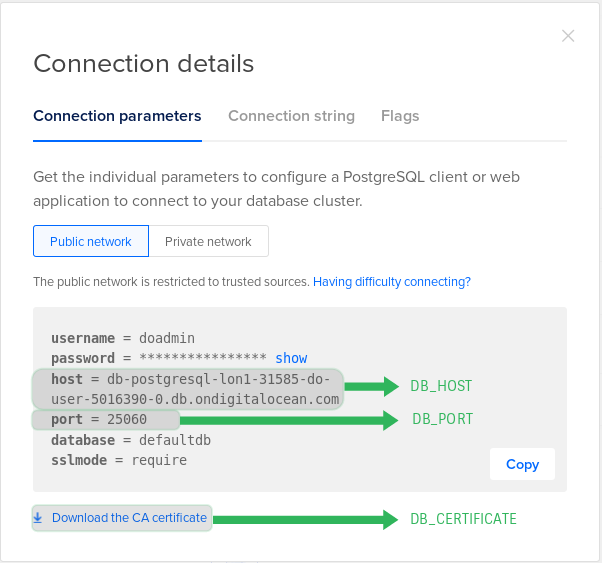 Connection details
Connection parameters Connection string Flags
Get the individual parameters to configure a PostgreSQL client or web
application to connect to your database cluster.
Public network Private network
The public network is restricted to trusted sources. Having difficulty connecting?
username = doadmin
password = **************** show
host = db-postgresql-lon1-31585-do-
user-5016390-0.db.ondigitalocean.com
DB_HOST
port = 25060
DB_PORT
database = defaultdb
sslmode = require
Copy
Download the CA certificate
DB_CERTIFICATE